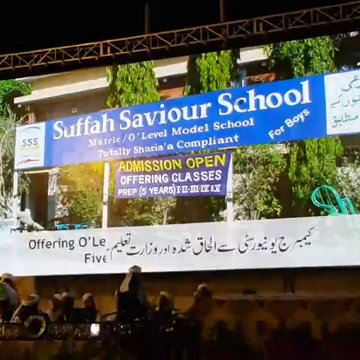 Suffah Saviour School
SSS
Matric/O'Level Model School
Totally Sharia'a Compliant
For Boys
ADMISSION OPEN
OFFERING CLASSES
PREP (5 YEARS) I-II-III-IV-V
Offering O'Le
Five
کیمبرج یونیورسٹی سے الحاق شدہ اور وزارت تعلیم